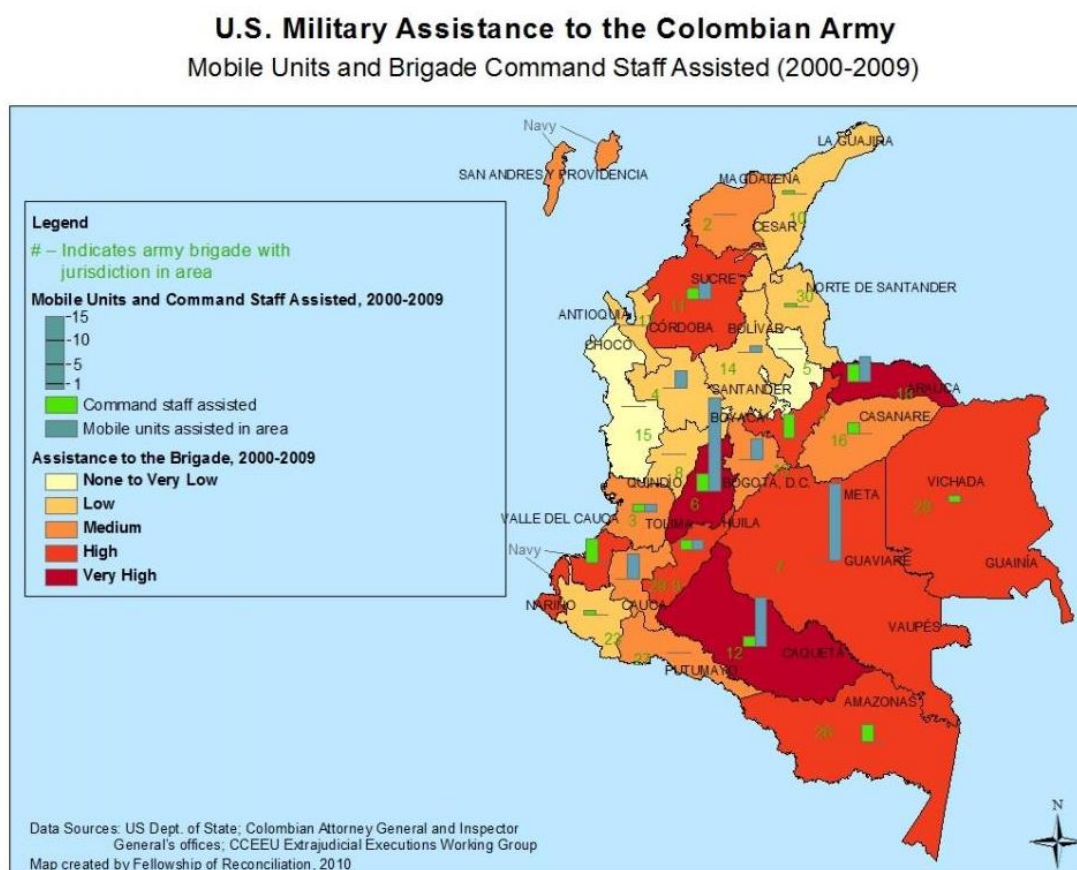 U.S. Military Assistance to the Colombian Army
Mobile Units and Brigade Command Staff Assisted (2000-2009)
Navy
SAN ANDRES Y PROVIDENCIA
LA GUAJIRA
MAGDALENA
10
2
CESAR
Legend
# – Indicates army brigade with
jurisdiction in area
Mobile Units and Command Staff Assisted, 2000-2009
15
10
5
1
Command staff assisted
Mobile units assisted in area
Assistance to the Brigade, 2000-2009
None to Very Low
Low
Medium
High
Very High
SUCRE
11
NORTE DE SANTANDER
30
ANTIOQUIA
17
CÓRDOBA
BOLÍVAR
CHOCO
14
5
4
SANTANDER
ARAUCA
18
BOYACA
CASANARE
15
16
8
QUINDIO
BOGOTÁ, D.C.
VICHADA
META
28
6
VALLE DEL CAUCA
3
TOLIMA
HUILA
Navy
GUAVIARE
7
GUAINÍA
9
29
NARIÑO
CAUCA
VAUPÉS
23
12
CAQUETÁ
27
PUTUMAYO
AMAZONAS
26
Data Sources: US Dept. of State; Colombian Attorney General and Inspector
General's offices; CCEEU Extrajudicial Executions Working Group
Map created by Fellowship of Reconciliation, 2010
N